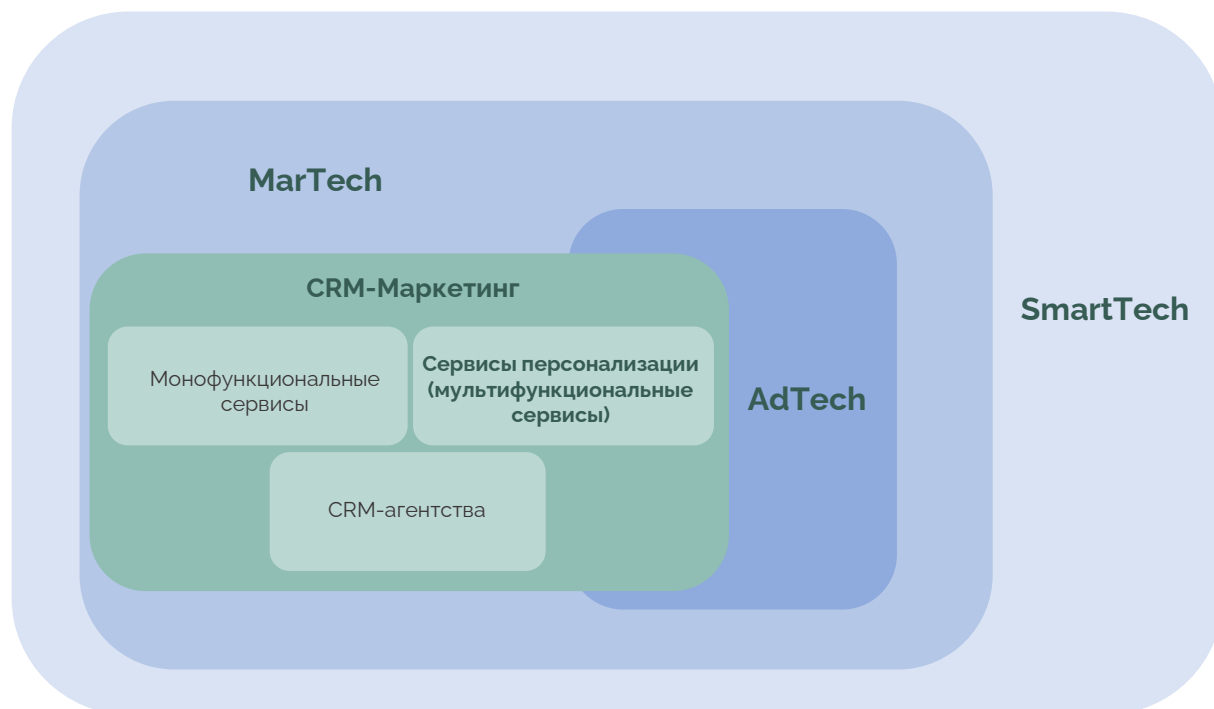 MarTech
CRM-Маркетинг
SmartTech
Монофункциональные
сервисы
Сервисы персонализации
(мультифункциональные
сервисы)
AdTech
CRM-агентства